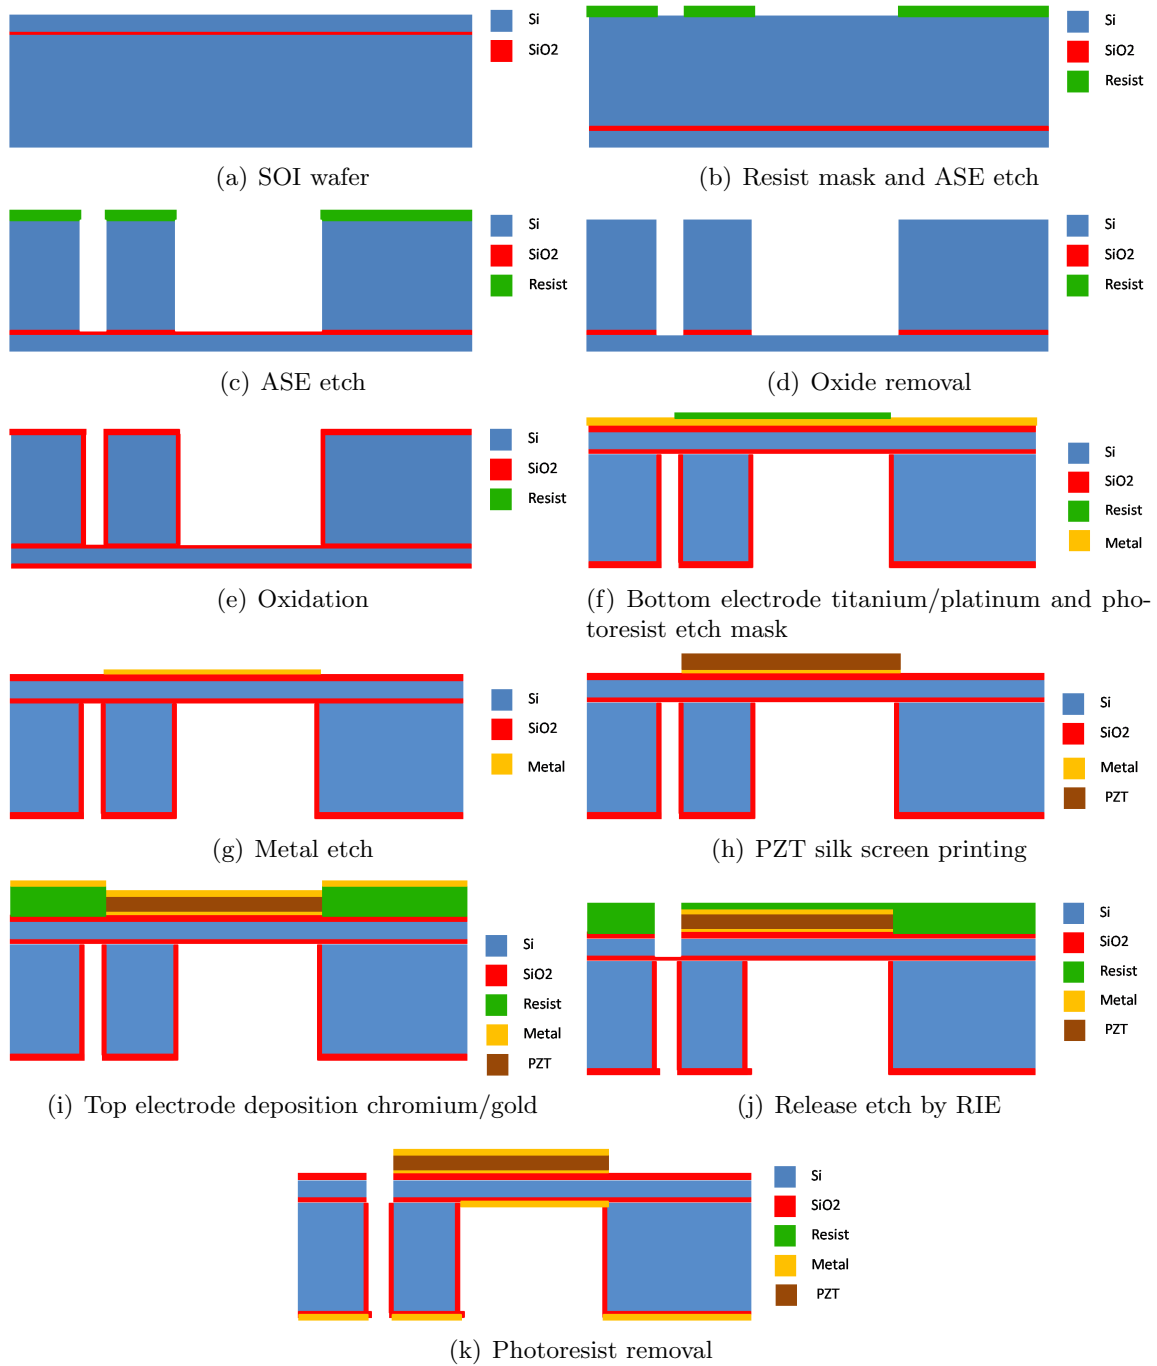 Si
SiO2
(a) SOI wafer
Si
SiO2
Resist
(b) Resist mask and ASE etch
Si
SiO2
Resist
(c) ASE etch
Si
SiO2
Resist
(d) Oxide removal
Si
SiO2
Resist
(e) Oxidation
Si
SiO2
Resist
Metal
(f) Bottom electrode titanium/platinum and pho-
toresist etch mask
Si
SiO2
Metal
(g) Metal etch
Si
SiO2
Metal
PZT
(h) PZT silk screen printing
Si
SiO2
Resist
Metal
PZT
(i) Top electrode deposition chromium/gold
Si
SiO2
Resist
Metal
PZT
(j) Release etch by RIE
Si
SiO2
Resist
Metal
PZT
(k) Photoresist removal